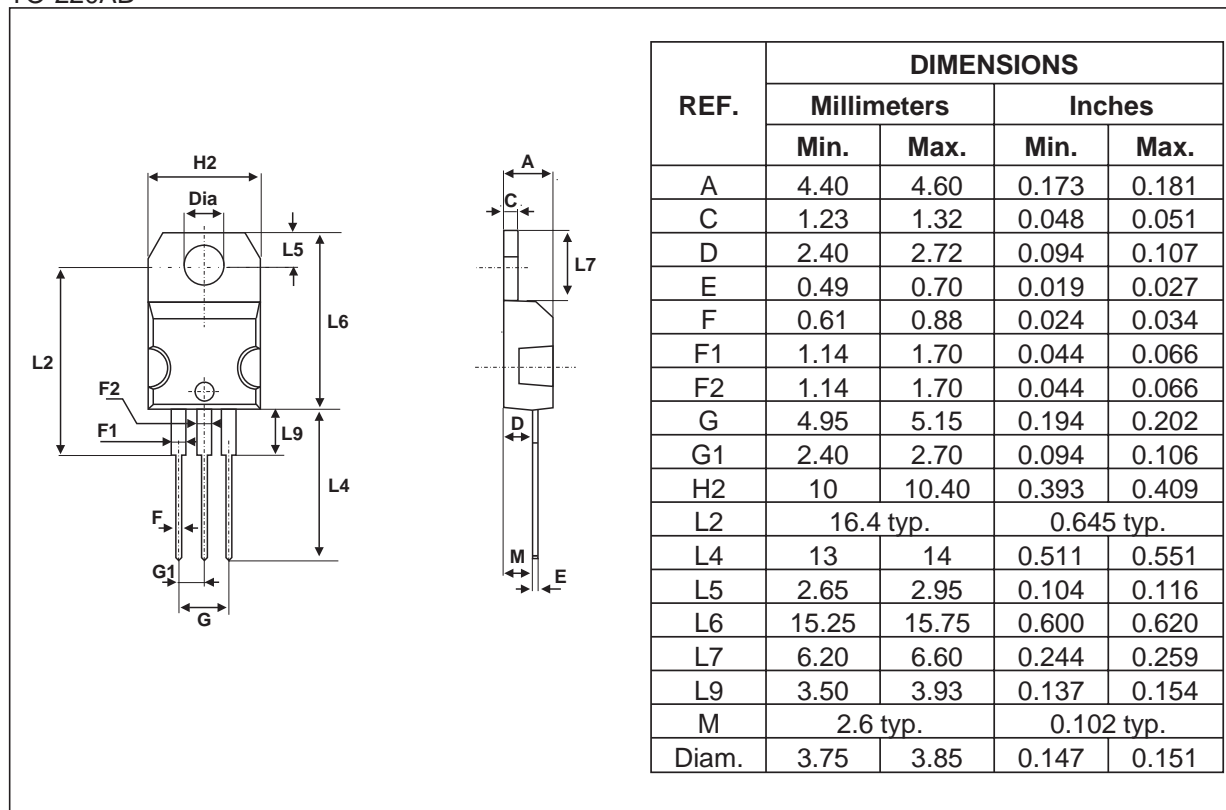 H2
Dia
L5
L6
L2
F2
F1
L9
L4
F
G1
G
A
C
L7
D
M
E
REF.
DIMENSIONS
Millimeters Inches
Min. Max. Min. Max.
A 4.40 4.60 0.173 0.181
C 1.23 1.32 0.048 0.051
D 2.40 2.72 0.094 0.107
E 0.49 0.70 0.019 0.027
F 0.61 0.88 0.024 0.034
F1 1.14 1.70 0.044 0.066
F2 1.14 1.70 0.044 0.066
G 4.95 5.15 0.194 0.202
G1 2.40 2.70 0.094 0.106
H2 10 10.40 0.393 0.409
L2 16.4 typ. 0.645 typ.
L4 13 14 0.511 0.551
L5 2.65 2.95 0.104 0.116
L6 15.25 15.75 0.600 0.620
L7 6.20 6.60 0.244 0.259
L9 3.50 3.93 0.137 0.154
M 2.6 typ. 0.102 typ.
Diam. 3.75 3.85 0.147 0.151